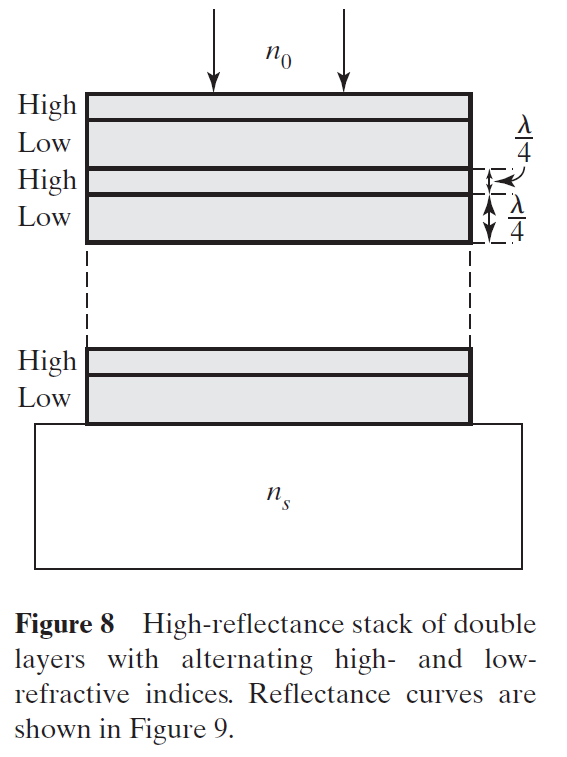 n0
High
Low
High
Low
λ/4
λ/4
High
Low
ns
Figure 8 High-reflectance stack of double
layers with alternating high- and low-
refractive indices. Reflectance curves are
shown in Figure 9.